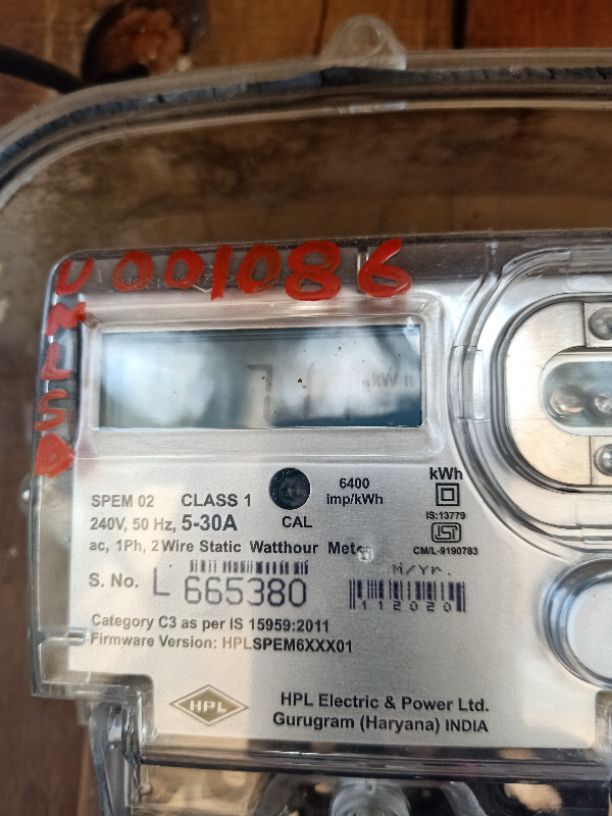 U001086
NLSD
SPEM 02 CLASS 1 CAL 6400 imp/kWh kWh
240V, 50 Hz, 5-30A
IS:13779
ISI
CM/L-9190783
ac, 1Ph, 2 Wire Static Watthour Meter
M/Yr.
S. No. L 665380
112020
Category C3 as per IS 15959:2011
Firmware Version: HPLSPEM6XXX01
HPL
HPL Electric & Power Ltd.
Gurugram (Haryana) INDIA